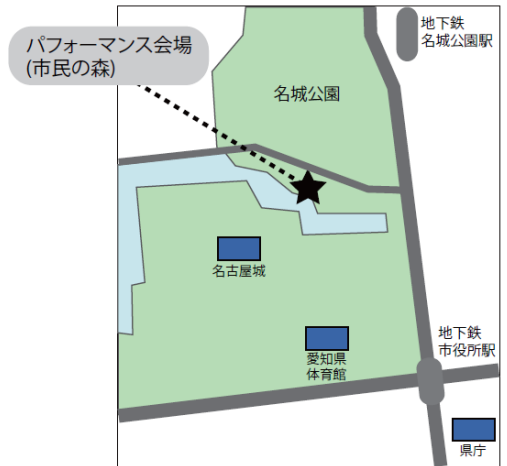 パフォーマンス会場
(市民の森)
地下鉄
名城公園駅
名城公園
名古屋城
愛知県
体育館
地下鉄
市役所駅
県庁